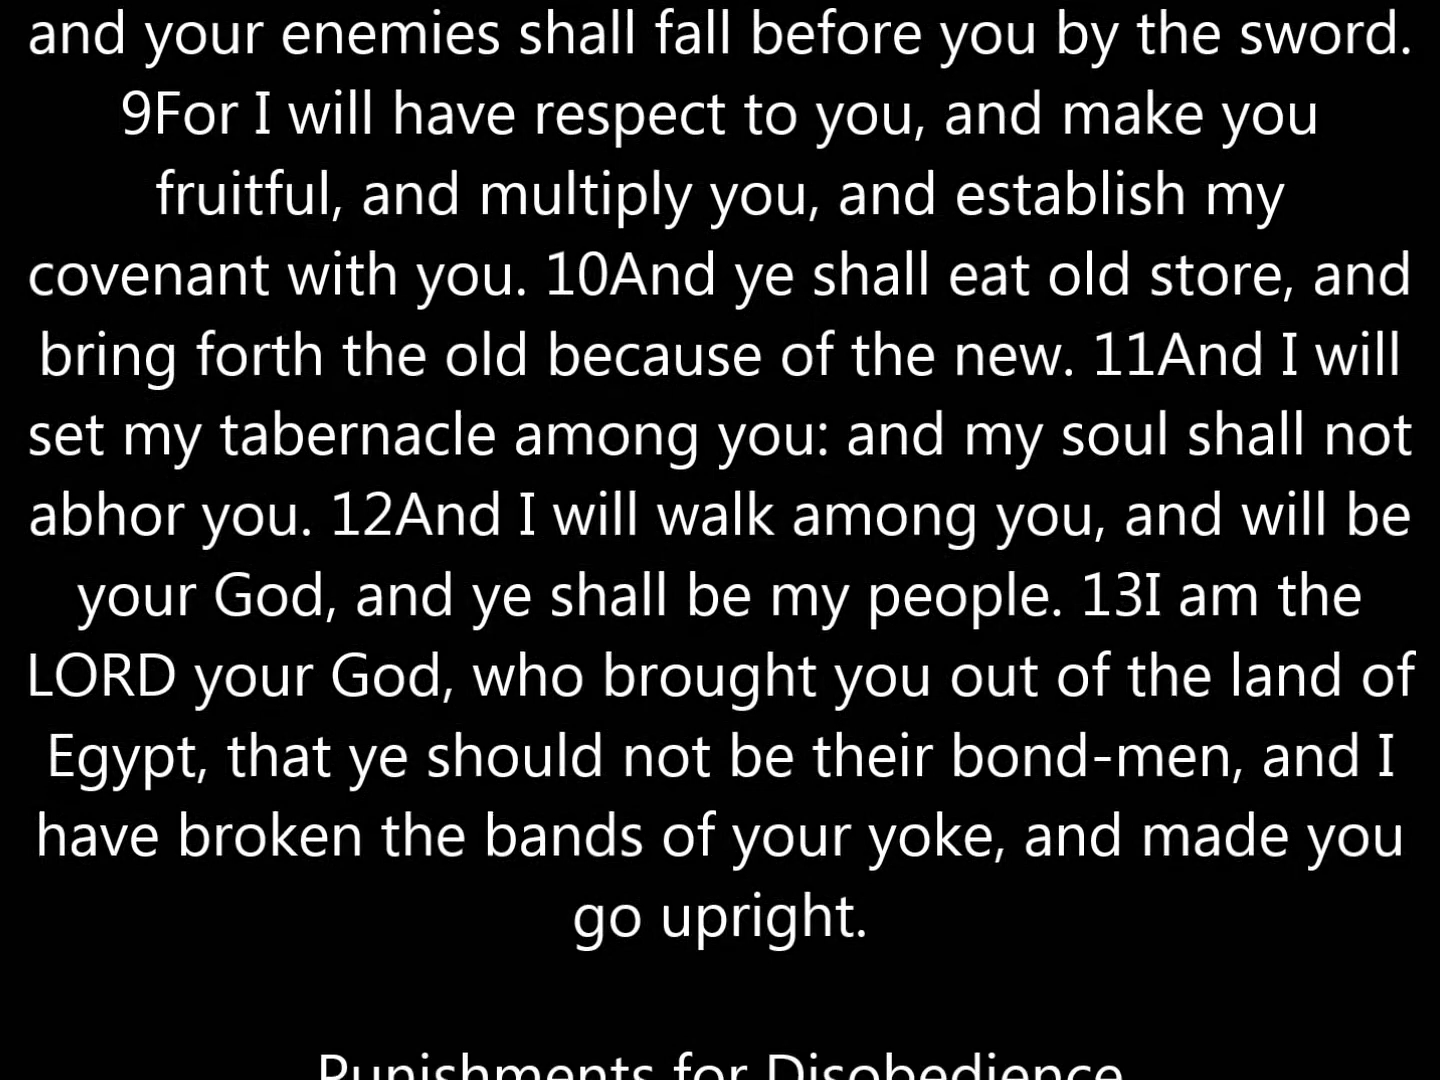 and your enemies shall fall before you by the sword.
9For I will have respect to you, and make you
fruitful, and multiply you, and establish my
covenant with you. 10And ye shall eat old store, and
bring forth the old because of the new. 11And I will
set my tabernacle among you: and my soul shall not
abhor you. 12And I will walk among you, and will be
your God, and ye shall be my people. 13I am the
LORD your God, who brought you out of the land of
Egypt, that ye should not be their bond-men, and I
have broken the bands of your yoke, and made you
go upright.
Punishments for Disobedience